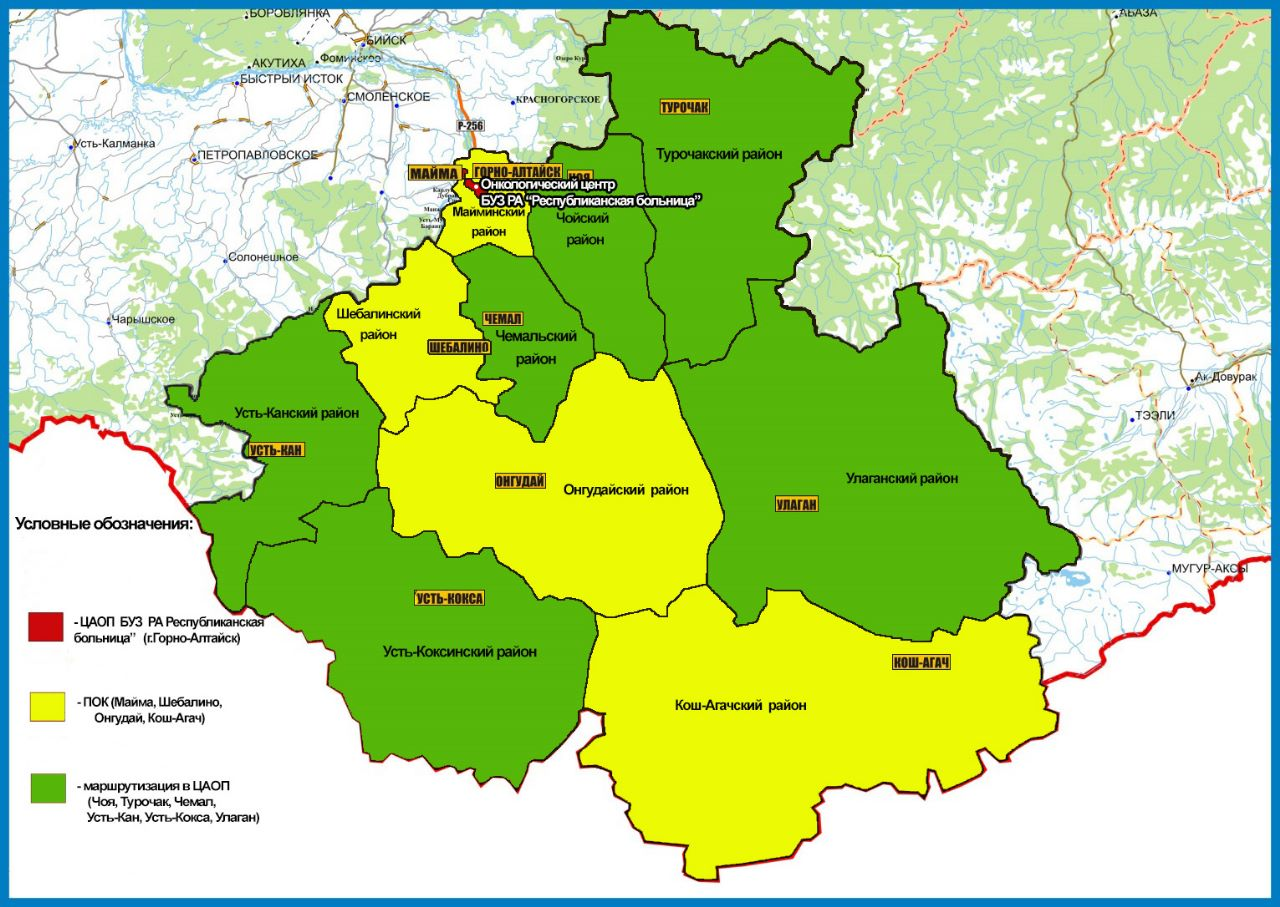 БОРОВЛЯНКА
АБАЗА
БИЙСК
Фоминское
АКУТИХА
БЫСТРЫЙ ИСТОК
СМОЛЕНСКОЕ
КРАСНОГОРСКОЕ
ТУРОЧАК
Р-256
Усть-Калманка
ПЕТРОПАВЛОВСКОЕ
Турочакский район
МАЙМА
ГОРНО-АЛТАЙСК
Онкологический центр
БУЗ РА “Республиканская больница”
Майминский
район
Чойский
район
Солонешное
Чарышское
Шебалинский
район
ЧЕМАЛ
Чемальский
район
ШЕБАЛИНО
Ак-Довурак
ТЭЭЛИ
Усть-Канский район
УСТЬ-КАН
ОНГУДАЙ
Онгудайский район
Улаганский район
УЛАГАН
МУГУР-АКСЫ
УСТЬ-КОКСА
Усть-Коксинский район
КОШ-АГАЧ
Кош-Агачский район
Условные обозначения:
- ЦАОП БУЗ РА Республиканская
больница” (г.Горно-Алтайск)
- ПОК (Майма, Шебалино,
Онгудай, Кош-Агач)
- маршрутизация в ЦАОП
(Чоя, Турочак, Чемал,
Усть-Кан, Усть-Кокса, Улаган)